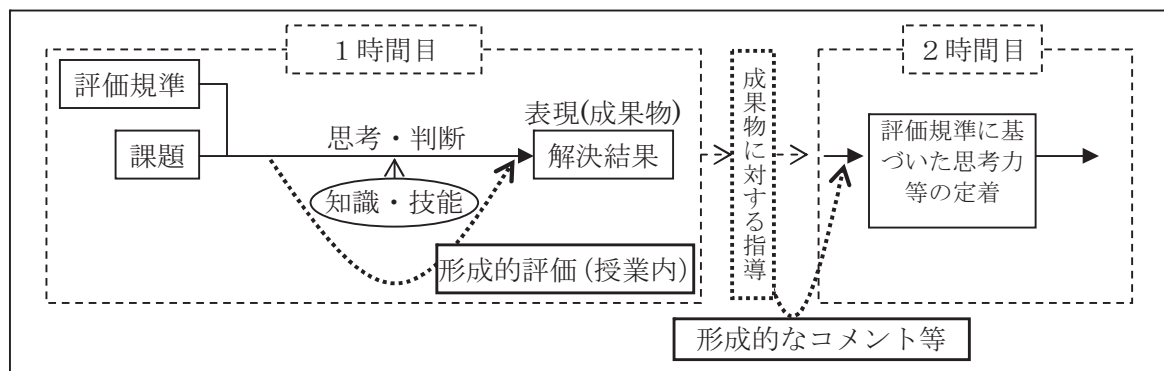 1時間目
評価規準
課題
思考・判断
知識・技能
表現(成果物)
解決結果
形成的評価(授業内)
成果物に対する指導
形成的なコメント等
2時間目
評価規準に基
づいた思考力
等の定着